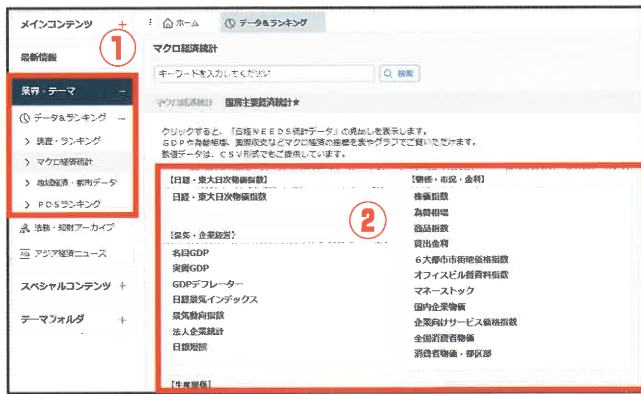 メインコンテンツ +
最新情報
①
業界・テーマ −
データ&ランキング −
> 調査・ランキング
> マクロ経済統計
> 地域経済・都市データ
> POSランキング
法務・知財アーカイブ
アジア経済ニュース
スペシャルコンテンツ +
テーマフォルダ +
ホーム データ&ランキング
マクロ経済統計
キーワードを入力してください 検索
マクロ経済統計 国別主要経済統計★
クリックすると、「日経NEEDS統計データ」の見出しを表示します。
GDPや為替相場、国際収支などマクロ経済の指標を表やグラフでご覧いただけます。
数値データは、CSV形式でもご提供しています。
②
【日経・東大日次物価指数】
日経・東大日次物価指数
【景気・企業経営】
名目GDP
実質GDP
GDPデフレーター
日経景気インデックス
景気動向指数
法人企業統計
日銀短観
【生産関係】
【物価・市況・金利】
株価指数
為替相場
商品指数
貸出金利
6大都市市街地価格指数
オフィスビル賃貸料指数
マネーストック
国内企業物価
企業向けサービス価格指数
全国消費者物価
消費者物価・都区部